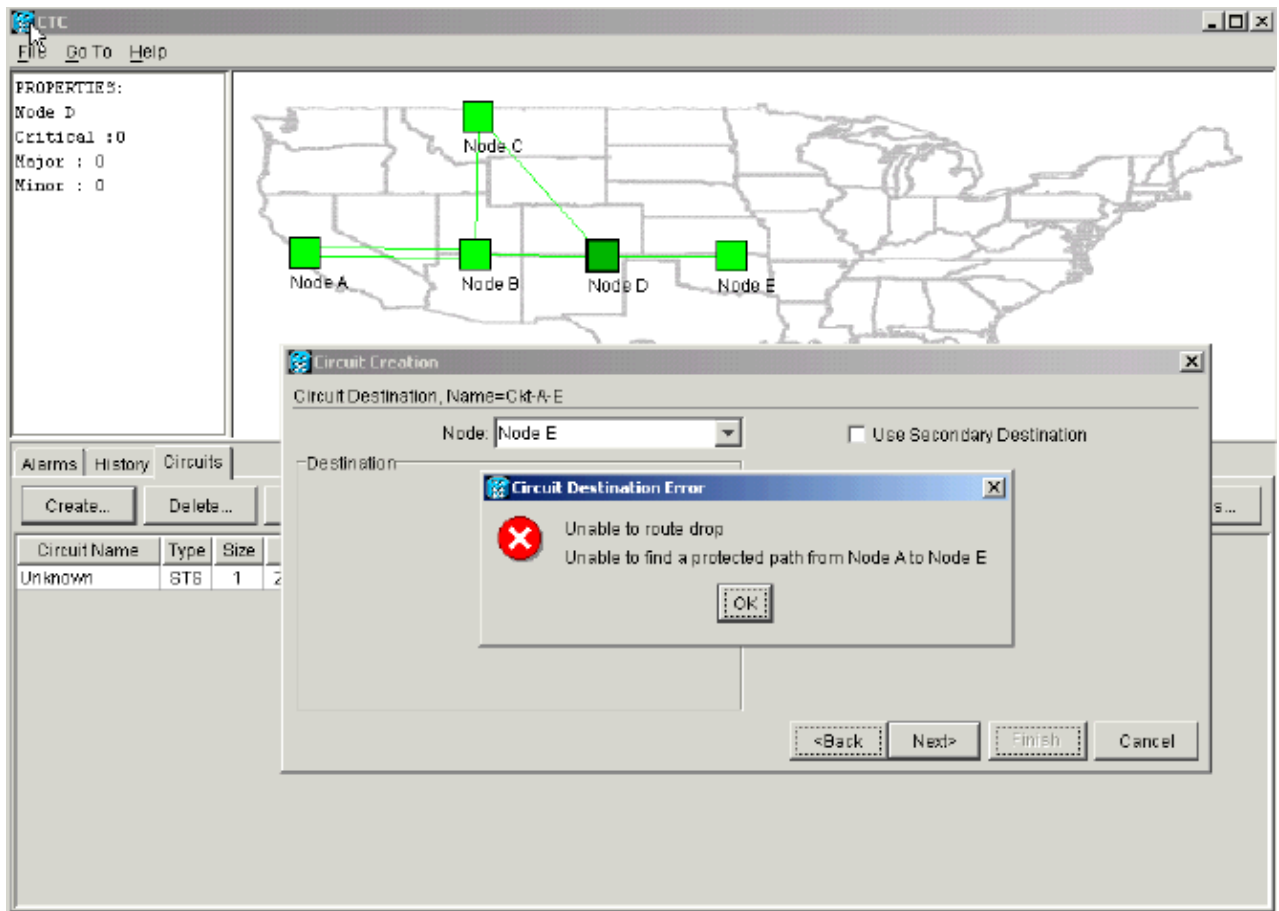 CTC
File Go To Help
PROPERTIES:
Node D
Critical :0
Major : 0
Minor : 0
Node C
Node A
Node B
Node D
Node E
Circuit Creation
Circuit Destination, Name=Ckt-A-E
Node: Node E
Use Secondary Destination
Destination
Circuit Destination Error
Unable to route drop
Unable to find a protected path from Node A to Node E
OK
<Back Next> Finish Cancel
Alarms History Circuits
Create... Delete... s...
Circuit Name Type Size
Unknown STS 1 2